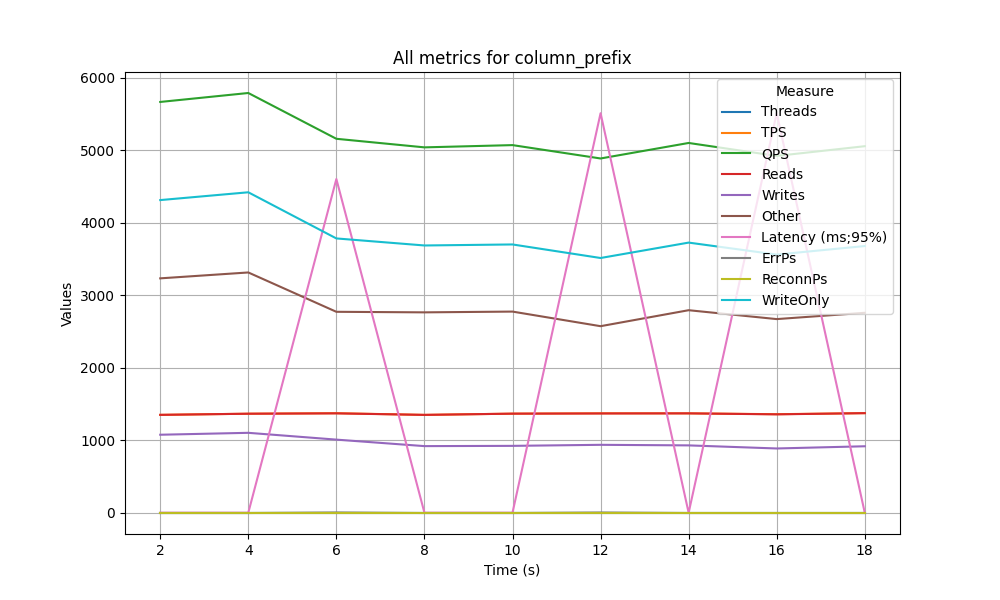 All metrics for column_prefix
Measure
Threads
TPS
QPS
Reads
Writes
Other
Latency (ms;95%)
ErrPs
ReconnPs
WriteOnly
Values
6000
5000
4000
3000
2000
1000
0
2 4 6 8 10 12 14 16 18
Time (s)